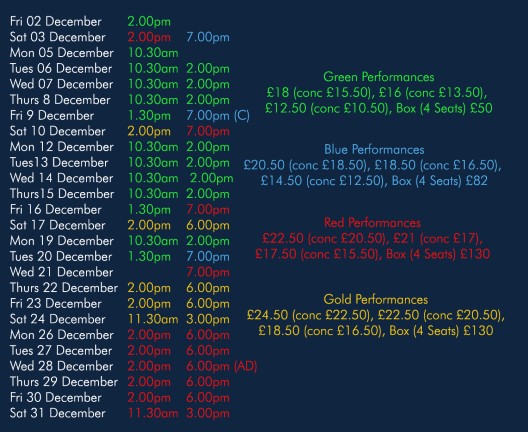 Fri 02 December 2.00pm
Sat 03 December 2.00pm 7.00pm
Mon 05 December 10.30am
Tues 06 December 10.30am 2.00pm
Wed 07 December 10.30am 2.00pm
Thurs 8 December 10.30am 2.00pm
Fri 9 December 1.30pm 7.00pm (C)
Sat 10 December 2.00pm 7.00pm
Mon 12 December 10.30am 2.00pm
Tues13 December 10.30am 2.00pm
Wed 14 December 10.30am 2.00pm
Thurs15 December 10.30am 2.00pm
Fri 16 December 1.30pm 7.00pm
Sat 17 December 2.00pm 6.00pm
Mon 19 December 10.30am 2.00pm
Tues 20 December 1.30pm 7.00pm
Wed 21 December 7.00pm
Thurs 22 December 2.00pm 6.00pm
Fri 23 December 2.00pm 6.00pm
Sat 24 December 11.30am 3.00pm
Mon 26 December 2.00pm 6.00pm
Tues 27 December 2.00pm 6.00pm
Wed 28 December 2.00pm 6.00pm (AD)
Thurs 29 December 2.00pm 6.00pm
Fri 30 December 2.00pm 6.00pm
Sat 31 December 11.30am 3.00pm
Green Performances
£18 (conc £15.50), £16 (conc £13.50),
£12.50 (conc £10.50), Box (4 Seats) £50
Blue Performances
£20.50 (conc £18.50), £18.50 (conc £16.50),
£14.50 (conc £12.50), Box (4 Seats) £82
Red Performances
£22.50 (conc £20.50), £21 (conc £17),
£17.50 (conc £15.50), Box (4 Seats) £130
Gold Performances
£24.50 (conc £22.50), £22.50 (conc £20.50),
£18.50 (conc £16.50), Box (4 Seats) £130